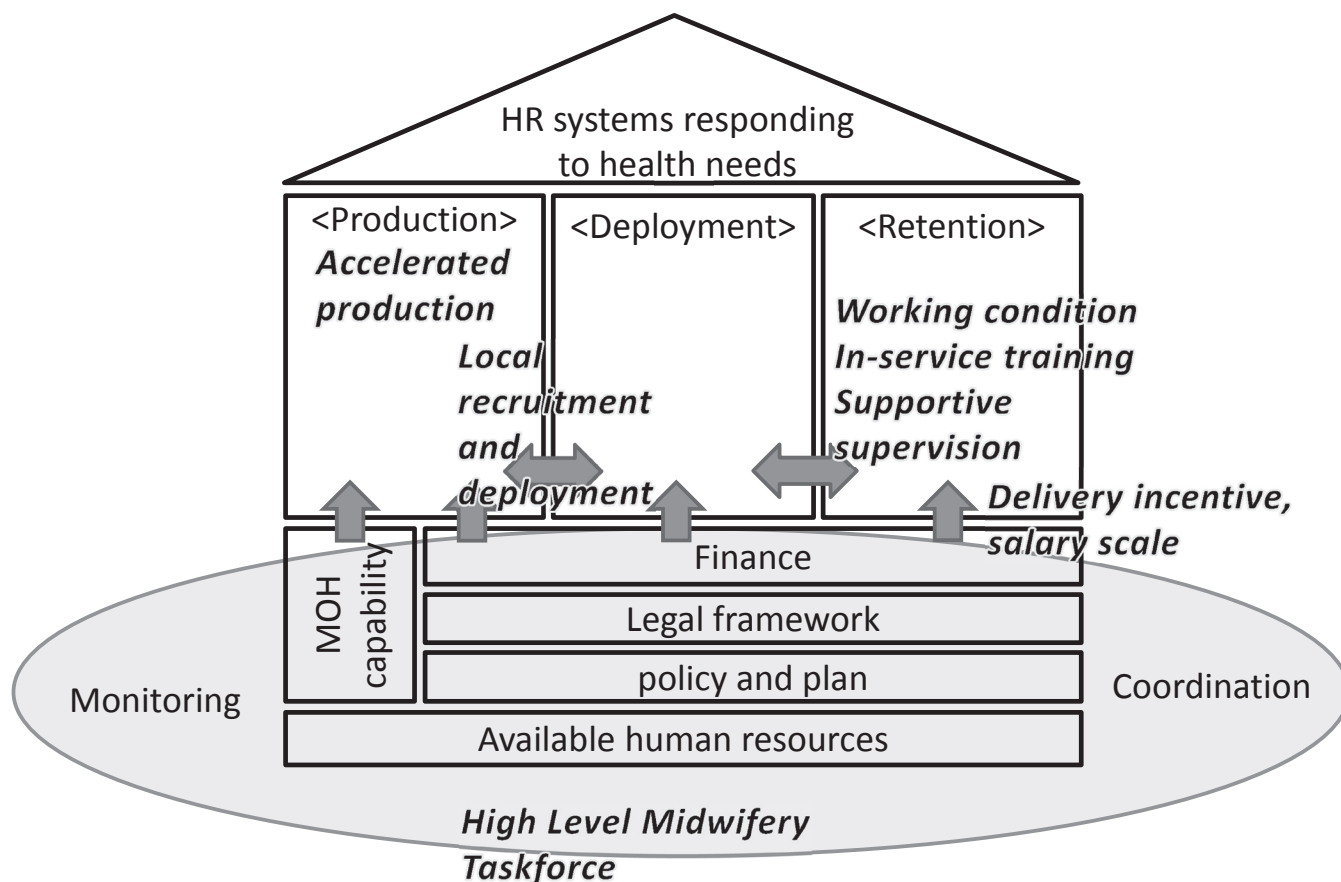 HR systems responding
to health needs
<Production>
Accelerated
production
Local
recruitment
and
deployment
<Deployment>
<Retention>
Working condition
In-service training
Supportive
supervision
Delivery incentive,
salary scale
MOH
capability
Finance
Legal framework
policy and plan
Available human resources
Monitoring
Coordination
High Level Midwifery
Taskforce